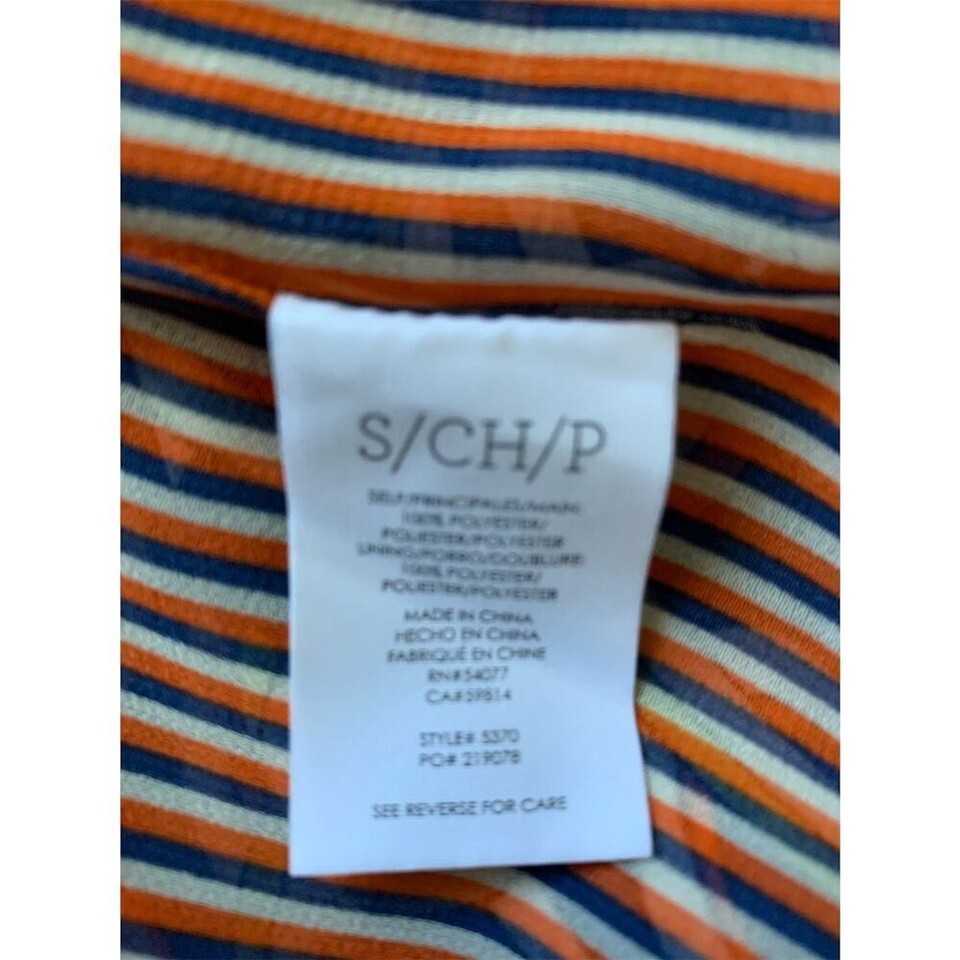 S/CH/P
SELF/PRINCIPALES/MAIN:
100% POLYESTER/
POLIESTER/POLYESTER
LINING/FORRO/DOUBLURE:
100% POLYESTER/
POLIESTER/POLYESTER
MADE IN CHINA
HECHO EN CHINA
FABRIQUÉ EN CHINE
RN#54077
CA#59814
STYLE# 5370
PO# 219078
SEE REVERSE FOR CARE